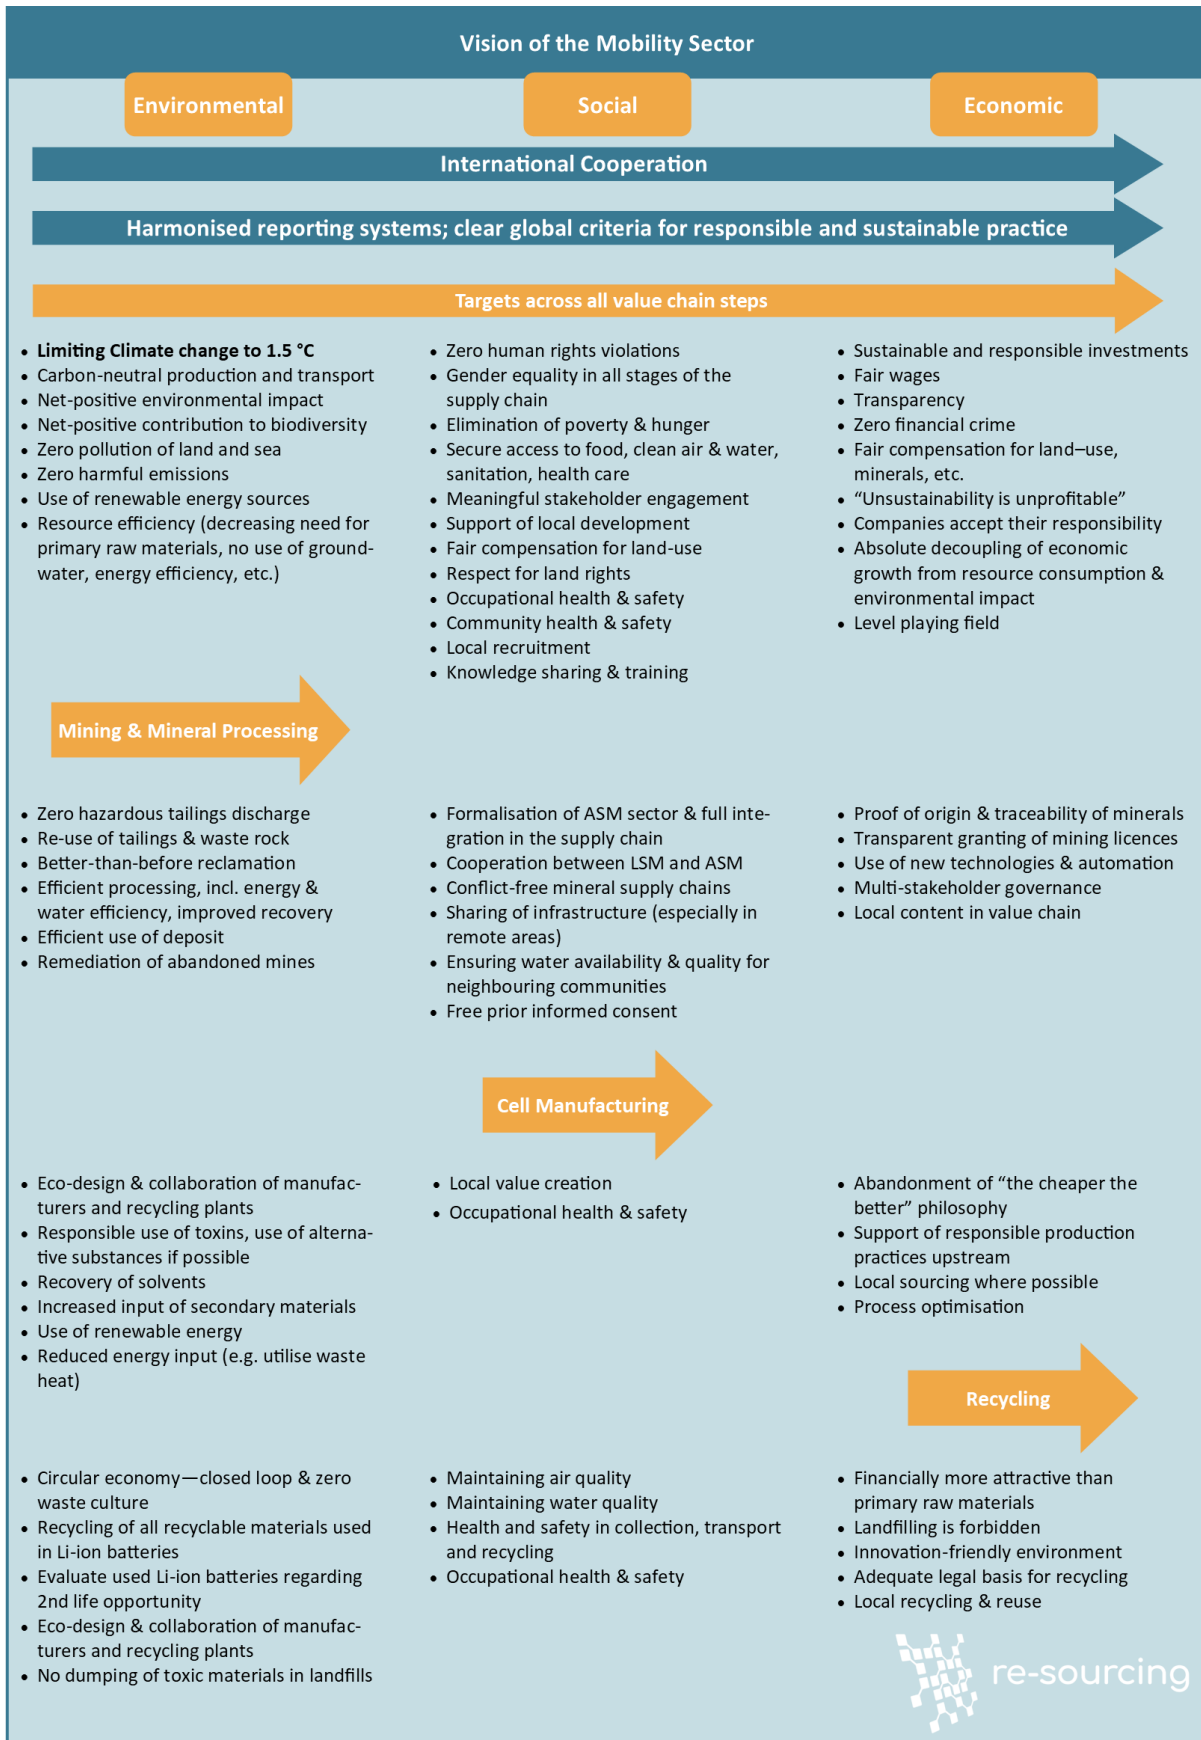 Vision of the Mobility Sector
Environmental
Social
Economic
International Cooperation
Harmonised reporting systems; clear global criteria for responsible and sustainable practice
Targets across all value chain steps
• Limiting Climate change to 1.5 °C
• Carbon-neutral production and transport
• Net-positive environmental impact
• Net-positive contribution to biodiversity
• Zero pollution of land and sea
• Zero harmful emissions
• Use of renewable energy sources
• Resource efficiency (decreasing need for
primary raw materials, no use of ground-
water, energy efficiency, etc.)
• Zero human rights violations
• Gender equality in all stages of the
supply chain
• Elimination of poverty & hunger
• Secure access to food, clean air & water,
sanitation, health care
• Meaningful stakeholder engagement
• Support of local development
• Fair compensation for land-use
• Respect for land rights
• Occupational health & safety
• Community health & safety
• Local recruitment
• Knowledge sharing & training
• Sustainable and responsible investments
• Fair wages
• Transparency
• Zero financial crime
• Fair compensation for land–use,
minerals, etc.
• “Unsustainability is unprofitable”
• Companies accept their responsibility
• Absolute decoupling of economic
growth from resource consumption &
environmental impact
• Level playing field
Mining & Mineral Processing
• Zero hazardous tailings discharge
• Re-use of tailings & waste rock
• Better-than-before reclamation
• Efficient processing, incl. energy &
water efficiency, improved recovery
• Efficient use of deposit
• Remediation of abandoned mines
• Formalisation of ASM sector & full inte-
gration in the supply chain
• Cooperation between LSM and ASM
• Conflict-free mineral supply chains
• Sharing of infrastructure (especially in
remote areas)
• Ensuring water availability & quality for
neighbouring communities
• Free prior informed consent
• Proof of origin & traceability of minerals
• Transparent granting of mining licences
• Use of new technologies & automation
• Multi-stakeholder governance
• Local content in value chain
Cell Manufacturing
• Eco-design & collaboration of manufac-
turers and recycling plants
• Responsible use of toxins, use of alterna-
tive substances if possible
• Recovery of solvents
• Increased input of secondary materials
• Use of renewable energy
• Reduced energy input (e.g. utilise waste
heat)
• Local value creation
• Occupational health & safety
• Abandonment of “the cheaper the
better” philosophy
• Support of responsible production
practices upstream
• Local sourcing where possible
• Process optimisation
Recycling
• Circular economy—closed loop & zero
waste culture
• Recycling of all recyclable materials used
in Li-ion batteries
• Evaluate used Li-ion batteries regarding
2nd life opportunity
• Eco-design & collaboration of manufac-
turers and recycling plants
• No dumping of toxic materials in landfills
• Maintaining air quality
• Maintaining water quality
• Health and safety in collection, transport
and recycling
• Occupational health & safety
• Financially more attractive than
primary raw materials
• Landfilling is forbidden
• Innovation-friendly environment
• Adequate legal basis for recycling
• Local recycling & reuse
re-sourcing